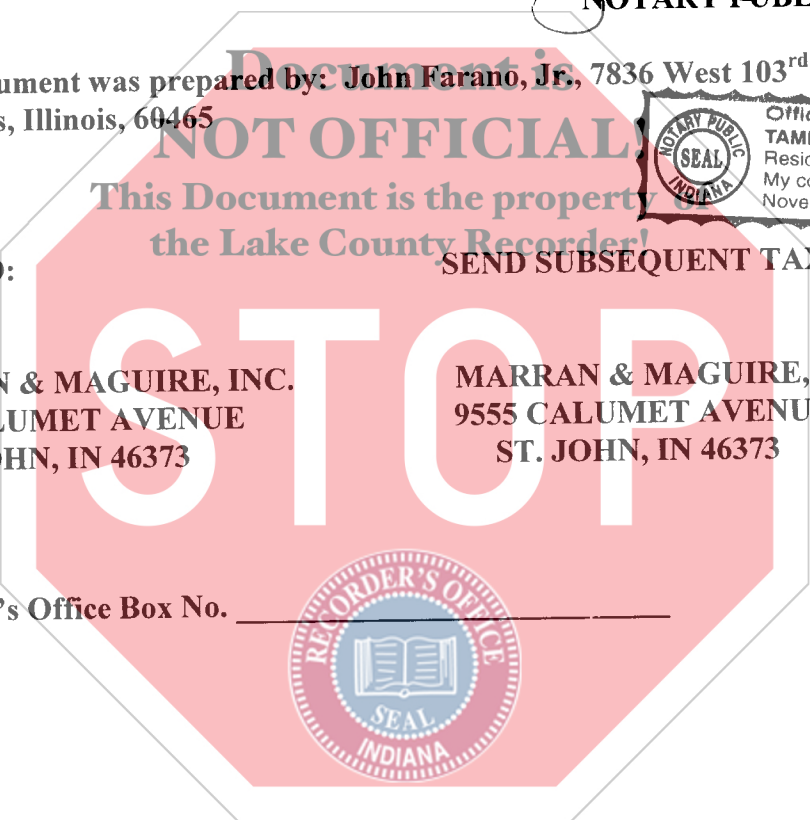 NOTARY PUBL
ument was prepared by: John Farano, Jr., 7836 West 103rd
s, Illinois, 60465
Document is
NOT OFFICIAL!
This Document is the property of
the Lake County Recorder!
NOTARY PUBLIC
SEAL
INDIANA
Offic
TAM
Resid
My co
Nove
):
SEND SUBSEQUENT TAX
STOP
N & MAGUIRE, INC.
LUMET AVENUE
OHN, IN 46373
MARRAN & MAGUIRE,
9555 CALUMET AVENU
ST. JOHN, IN 46373
's Office Box No.
RECORDER'S OFFICE
SEAL
INDIANA